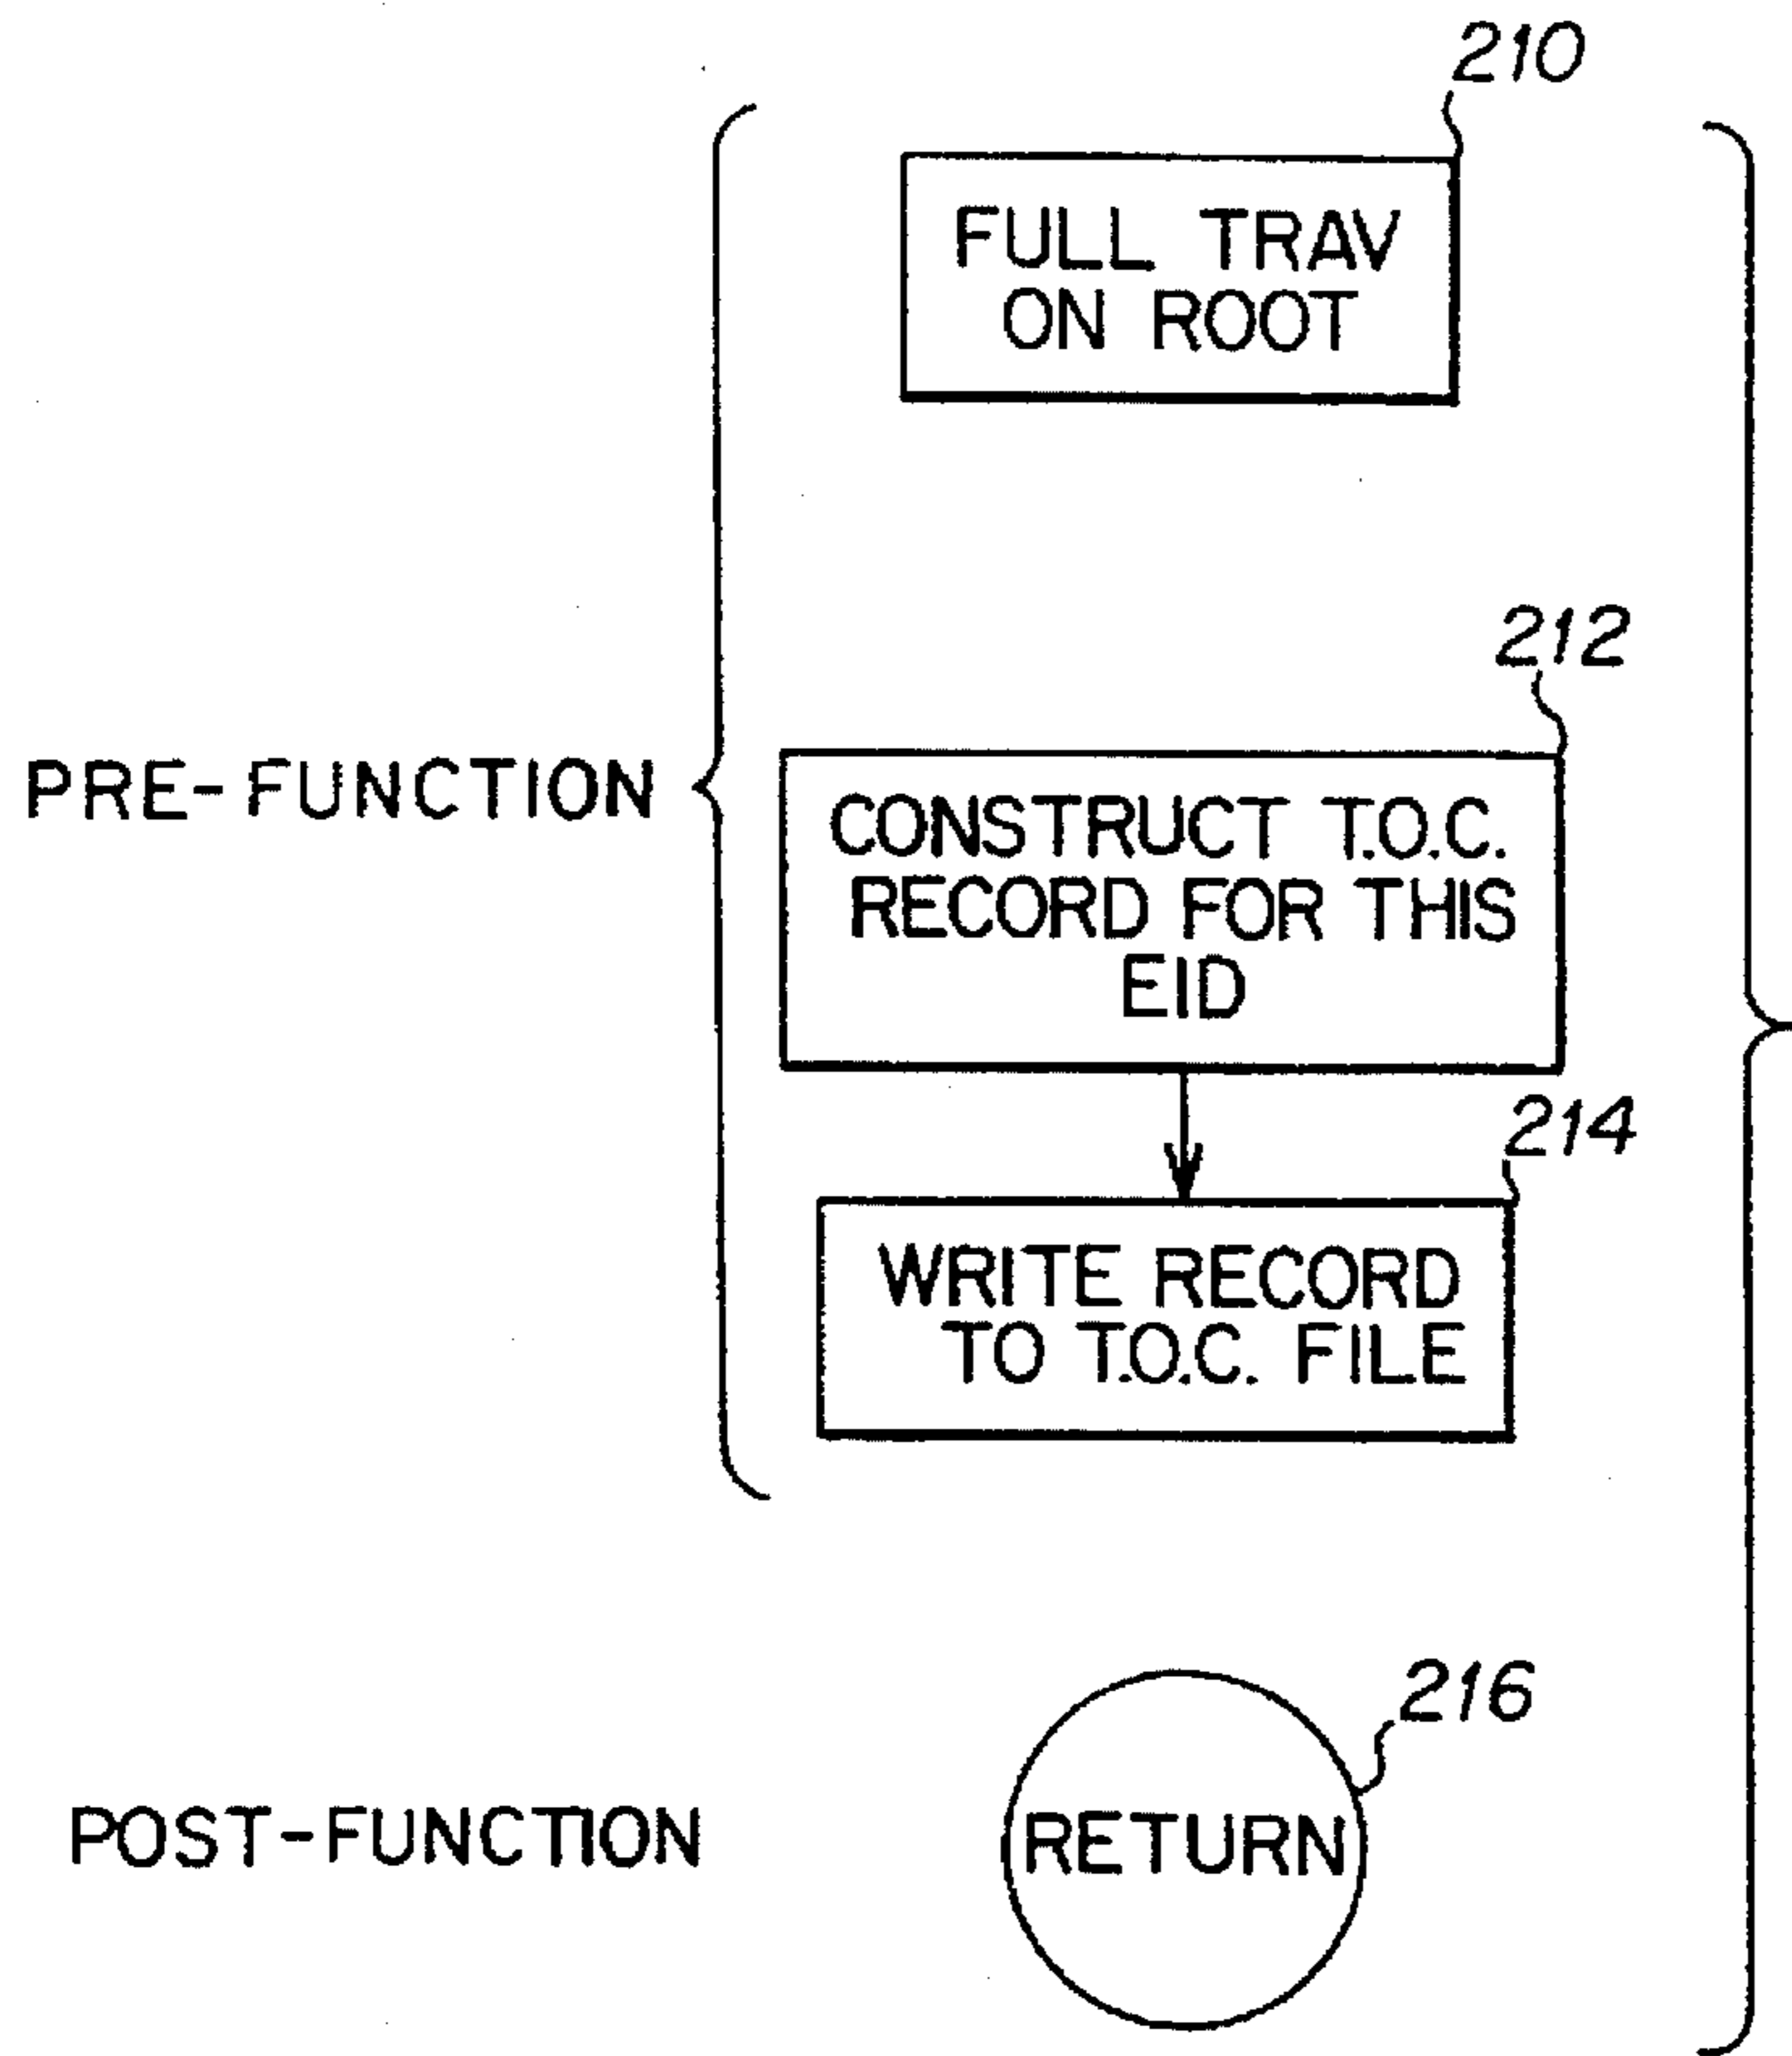 210
FULL TRAV
ON ROOT
212
PRE-FUNCTION
CONSTRUCT T.O.C.
RECORD FOR THIS
EID
214
WRITE RECORD
TO T.O.C. FILE
216
POST-FUNCTION
RETURN